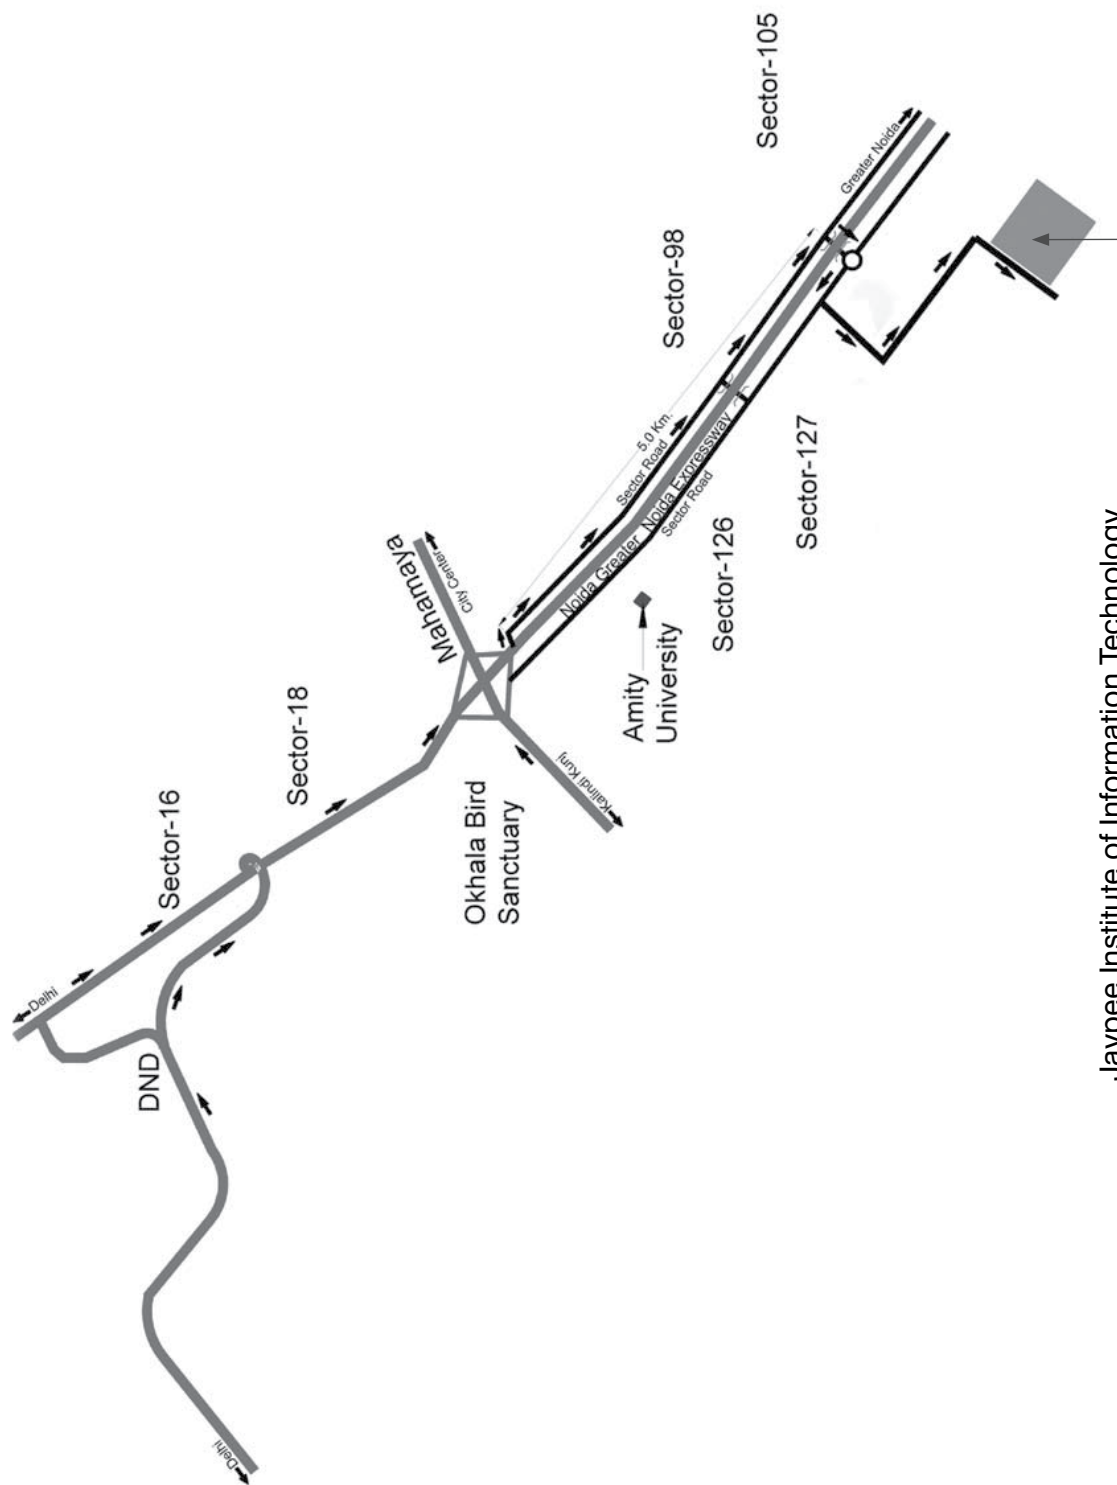 Delhi
DND
Delhi
Sector-16
Sector-18
Okhala Bird
Sanctuary
Mahamaya
City Center
Kalindi Kunj
Amity
University
Noida Greater Noida Expressway
Sector Road
Sector Road
5.0 Km.
Sector-126
Sector-127
Sector-98
Sector-105
Greater Noida
Jaypee Institute of Information Technology